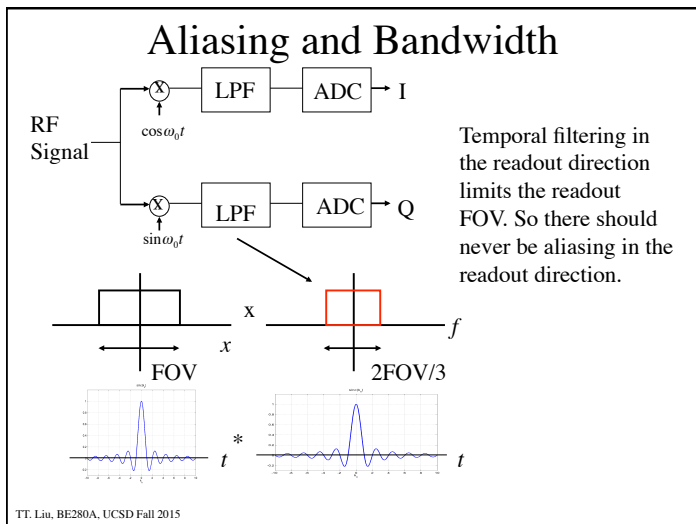 Aliasing and Bandwidth
RF
Signal
X
LPF
ADC
I
cosω₀t
X
LPF
ADC
Q
sinω₀t
Temporal filtering in
the readout direction
limits the readout
FOV. So there should
never be aliasing in the
readout direction.
x
x
f
FOV
2FOV/3
t
*
t
TT. Liu, BE280A, UCSD Fall 2015